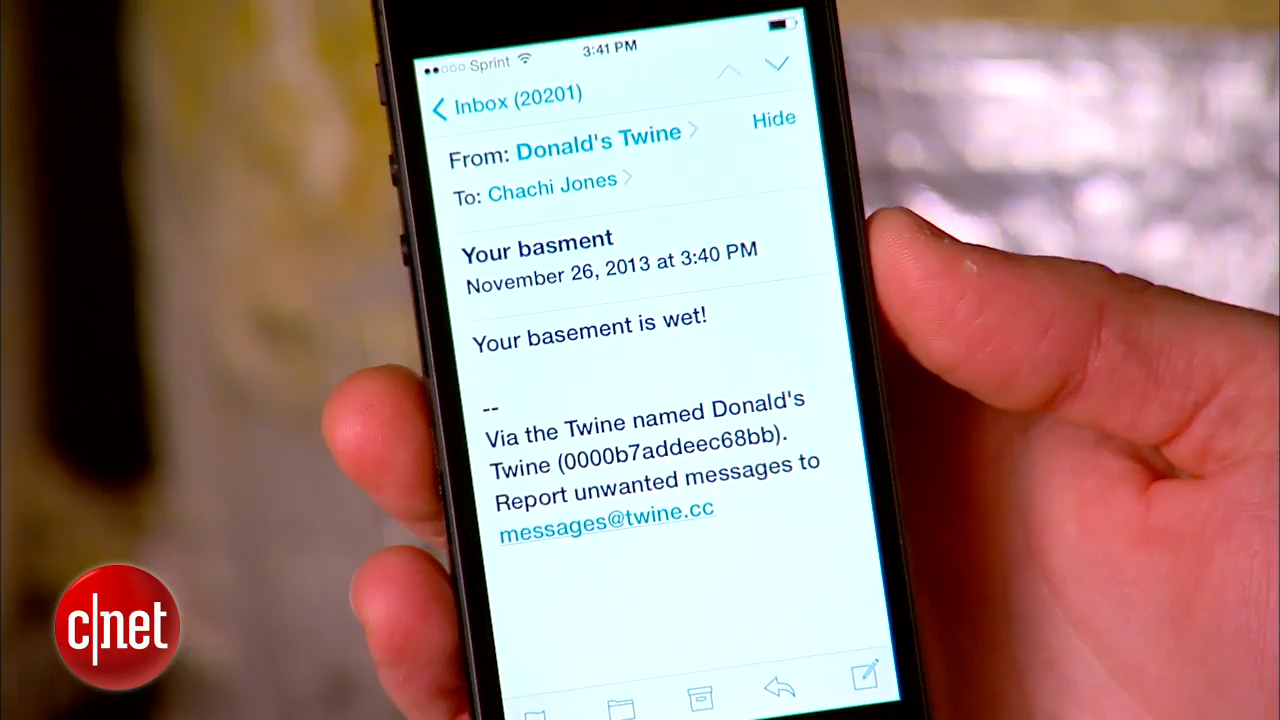 Sprint 3:41 PM
Inbox (20201)
From: Donald's Twine Hide
To: Chachi Jones
Your basment
November 26, 2013 at 3:40 PM
Your basement is wet!
--
Via the Twine named Donald's
Twine (0000b7addeec68bb).
Report unwanted messages to
messages@twine.cc
c|net